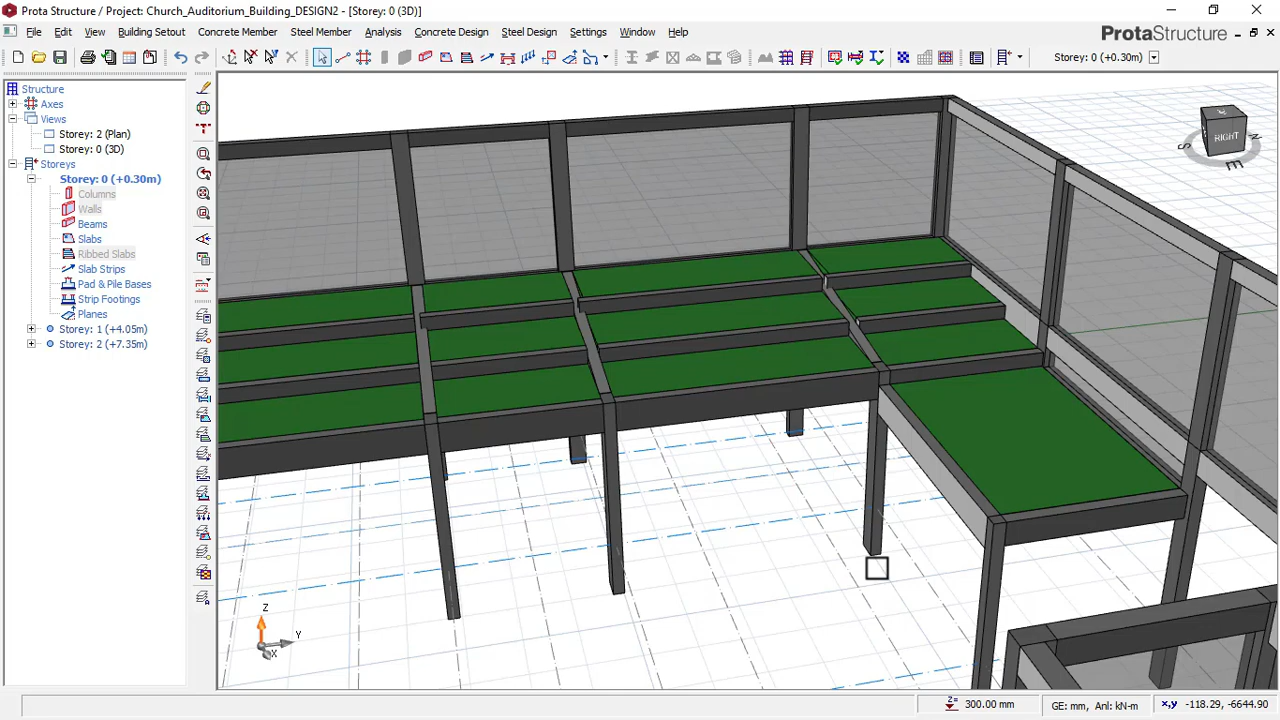 Prota Structure / Project: Church_Auditorium_Building_DESIGN2 - [Storey: 0 (3D)]
File Edit View Building Setout Concrete Member Steel Member Analysis Concrete Design Steel Design Settings Window Help
ProtaStructure
Storey: 0 (+0.30m)
Structure
Axes
Views
Storey: 2 (Plan)
Storey: 0 (3D)
Storeys
Storey: 0 (+0.30m)
Columns
Walls
Beams
Slabs
Ribbed Slabs
Slab Strips
Pad & Pile Bases
Strip Footings
Planes
Storey: 1 (+4.05m)
Storey: 2 (+7.35m)
RIGHT
S
N
E
Z
Y
X
Z= 300.00 mm
GE: mm, Anl: kN-m
x,y -118.29, -6644.90